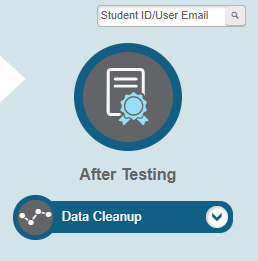 Student ID/User Email
After Testing
Data Cleanup